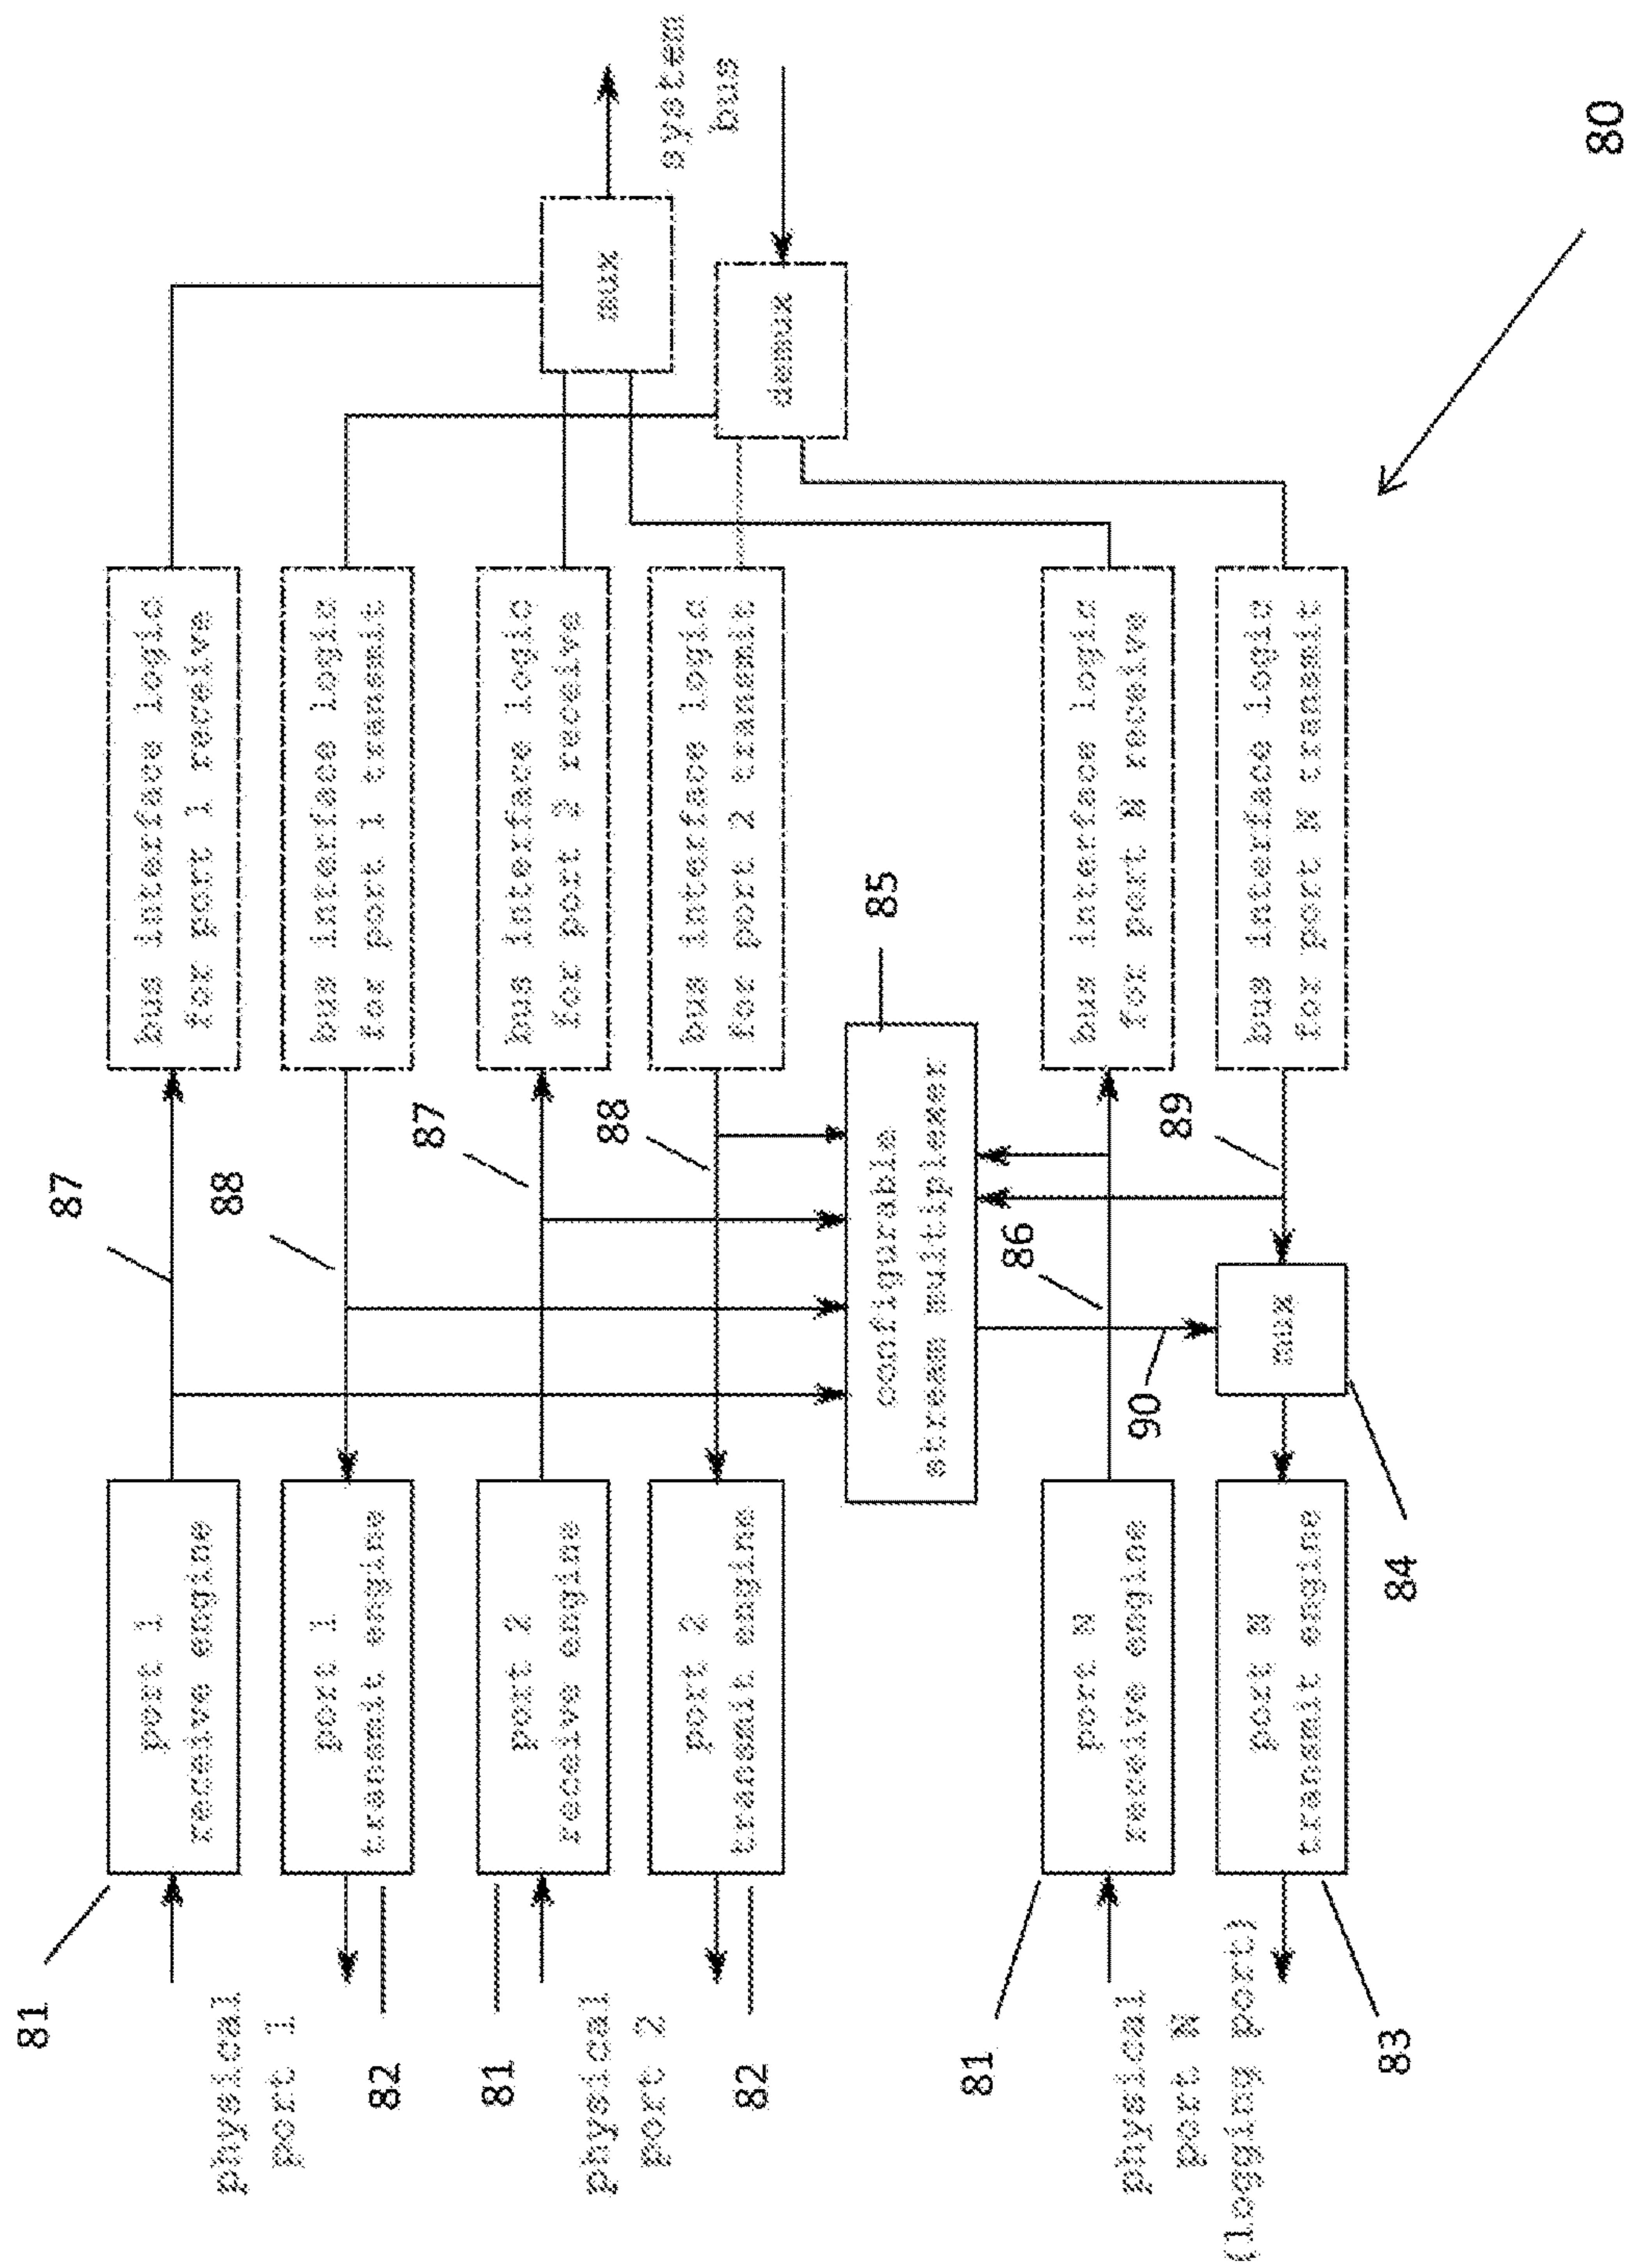 physical
port 1
physical
port 2
physical
port N
(logging port)
81
82
81
82
81
83
port 1
receive engine
port 1
transmit engine
port 2
receive engine
port 2
transmit engine
port N
receive engine
port N
transmit engine
84
87
88
87
88
86
89
90
mux
configurable
stream multiplexer
85
bus interface logic
for port 1 receive
bus interface logic
for port 1 transmit
bus interface logic
for port 2 receive
bus interface logic
for port 2 transmit
bus interface logic
for port N receive
bus interface logic
for port N transmit
mux
demux
system
bus
80